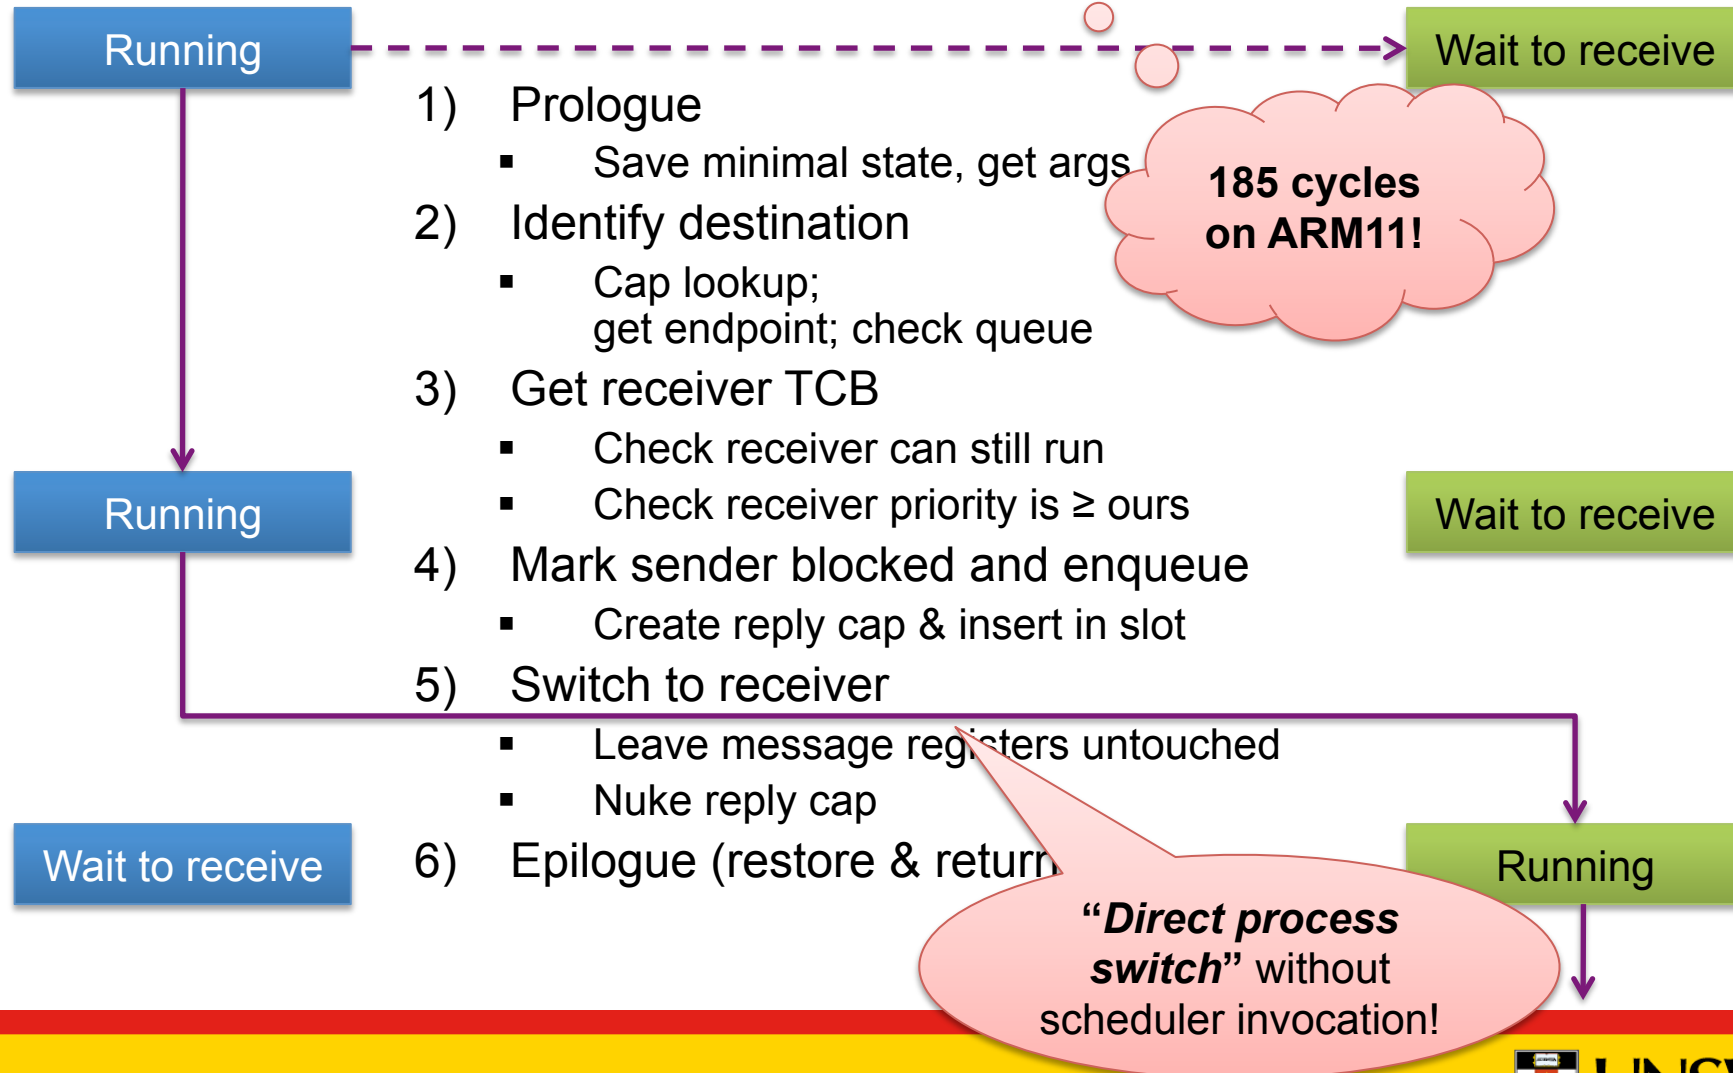 Running
Wait to receive
1) Prologue
▪ Save minimal state, get args
185 cycles
on ARM11!
2) Identify destination
▪ Cap lookup;
get endpoint; check queue
3) Get receiver TCB
▪ Check receiver can still run
▪ Check receiver priority is ≥ ours
Running
Wait to receive
4) Mark sender blocked and enqueue
▪ Create reply cap & insert in slot
5) Switch to receiver
▪ Leave message registers untouched
▪ Nuke reply cap
Wait to receive
6) Epilogue (restore & return
Running
“Direct process
switch” without
scheduler invocation!